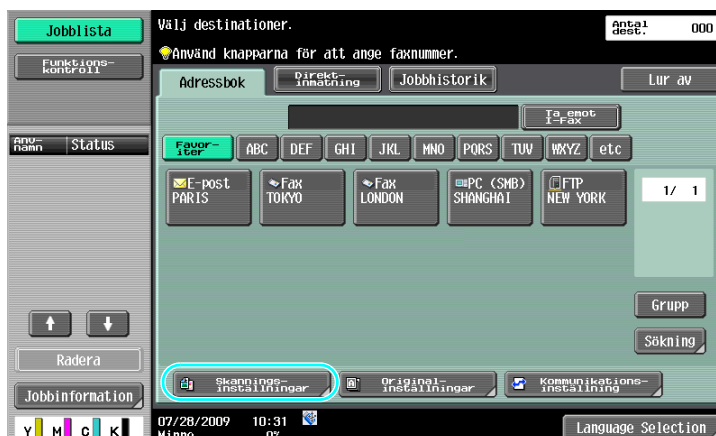 Jobblista
Funktions-
kontroll
Anv-
namn
Status
Radera
Jobbinformation
Y M C K
Välj destinationer.
Antal
dest.
000
Använd knapparna för att ange faxnummer.
Adressbok
Direkt-
inmatning
Jobbhistorik
Lur av
Ta emot
I-Fax
Favor-
iter
ABC
DEF
GHI
JKL
MNO
PQRS
TUV
WXYZ
etc
E-post
PARIS
Fax
TOKYO
Fax
LONDON
PC (SMB)
SHANGHAI
FTP
NEW YORK
1/ 1
Grupp
Sökning
Skannings-
inställningar
Original-
inställningar
Kommunikations-
inställning
07/28/2009 10:31
Minne 0%
Language Selection